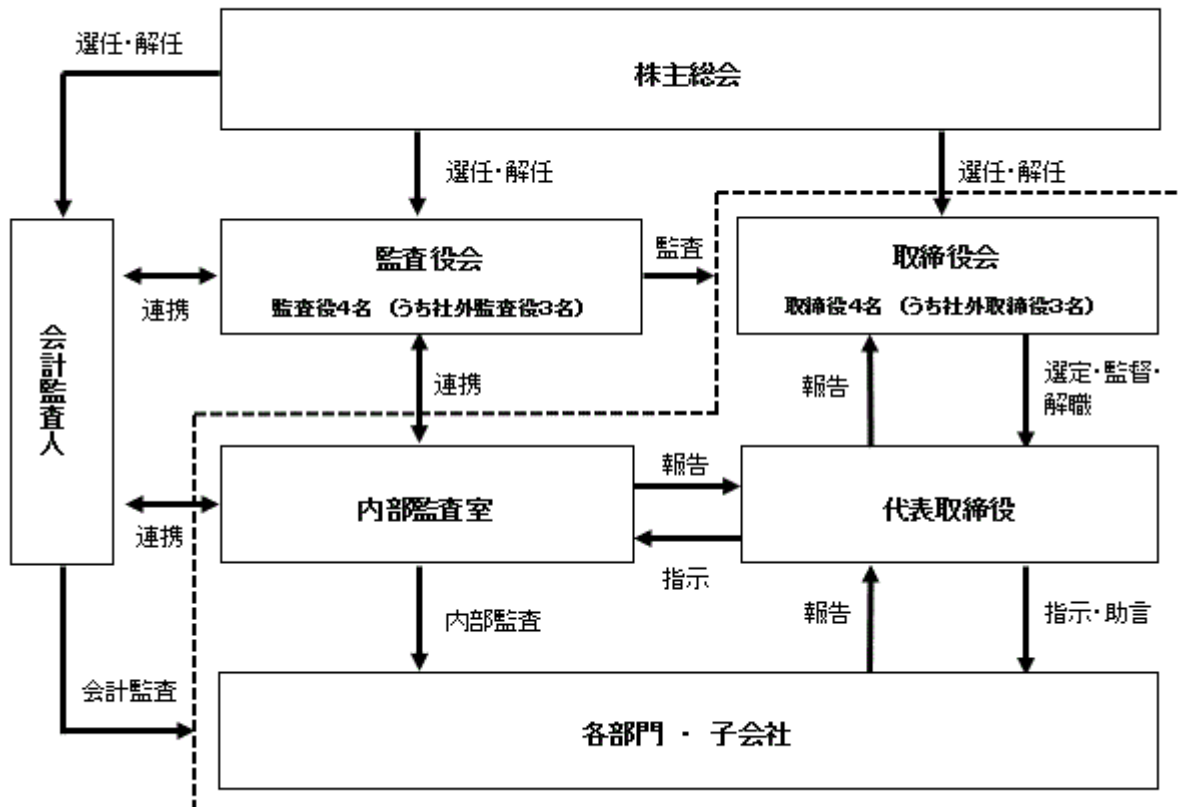 選任・解任
株主総会
選任・解任
選任・解任
監査役会
監査役4名 (うち社外監査役3名)
監査
取締役会
取締役4名 (うち社外取締役3名)
連携
会計監査人
連携
報告
選定・監督・
解職
内部監査室
報告
代表取締役
連携
指示
内部監査
報告
指示・助言
会計監査
各部門 ・ 子会社